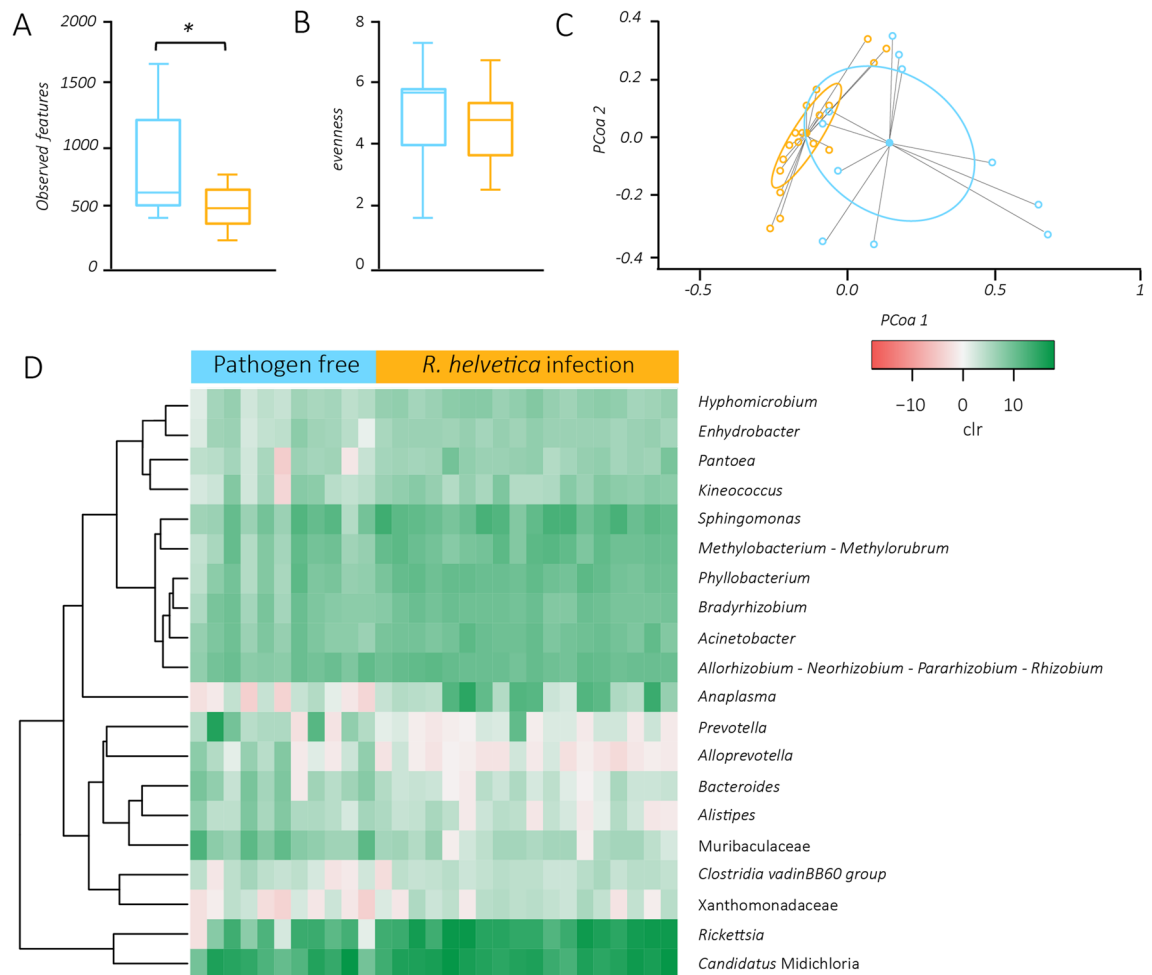 A
2000
1500
1000
500
0
Observed features
*
B
8
6
4
2
0
evenness
C
0.4
0.2
0.0
-0.2
-0.4
PCoa 2
-0.5
0.0
0.5
1
PCoa 1
D
Pathogen free
R. helvetica infection
−10 0 10
clr
Hyphomicrobium
Enhydrobacter
Pantoea
Kineococcus
Sphingomonas
Methylobacterium - Methylorubrum
Phyllobacterium
Bradyrhizobium
Acinetobacter
Allorhizobium - Neorhizobium - Pararhizobium - Rhizobium
Anaplasma
Prevotella
Alloprevotella
Bacteroides
Alistipes
Muribaculaceae
Clostridia vadinBB60 group
Xanthomonadaceae
Rickettsia
Candidatus Midichloria